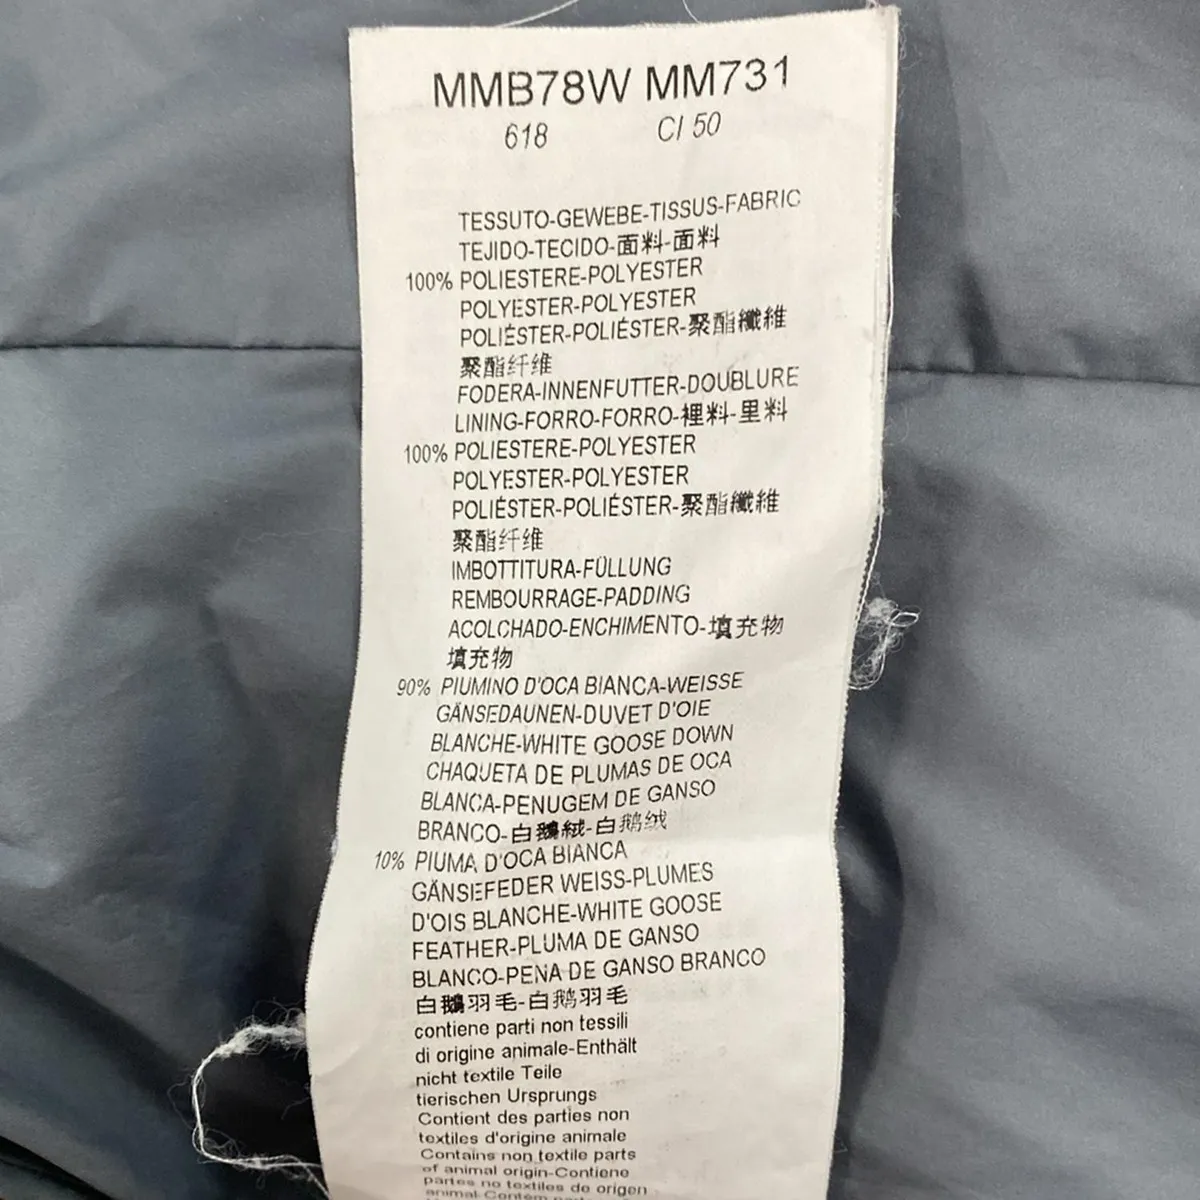 MMB78W MM731
618 CI 50
TESSUTO-GEWEBE-TISSUS-FABRIC
TEJIDO-TECIDO-面料-面料
100% POLIESTERE-POLYESTER
POLYESTER-POLYESTER
POLIÉSTER-POLIÉSTER-聚酯纖維
聚酯纤维
FODERA-INNENFUTTER-DOUBLURE
LINING-FORRO-FORRO-裡料-里料
100% POLIESTERE-POLYESTER
POLYESTER-POLYESTER
POLIÉSTER-POLIÉSTER-聚酯纖維
聚酯纤维
IMBOTTITURA-FÜLLUNG
REMBOURRAGE-PADDING
ACOLCHADO-ENCHIMENTO-填充物
填充物
90% PIUMINO D'OCA BIANCA-WEISSE
GÄNSEDAUNEN-DUVET D'OIE
BLANCHE-WHITE GOOSE DOWN
CHAQUETA DE PLUMAS DE OCA
BLANCA-PENUGEM DE GANSO
BRANCO-白鵝絨-白鹅绒
10% PIUMA D'OCA BIANCA
GÄNSEFEDER WEISS-PLUMES
D'OIS BLANCHE-WHITE GOOSE
FEATHER-PLUMA DE GANSO
BLANCO-PENA DE GANSO BRANCO
白鵝羽毛-白鹅羽毛
contiene parti non tessili
di origine animale-Enthält
nicht textile Teile
tierischen Ursprungs
Contient des parties non
textiles d'origine animale
Contains non textile parts
of animal origin-Contiene
partes no textiles de origen
animal-Contem partes